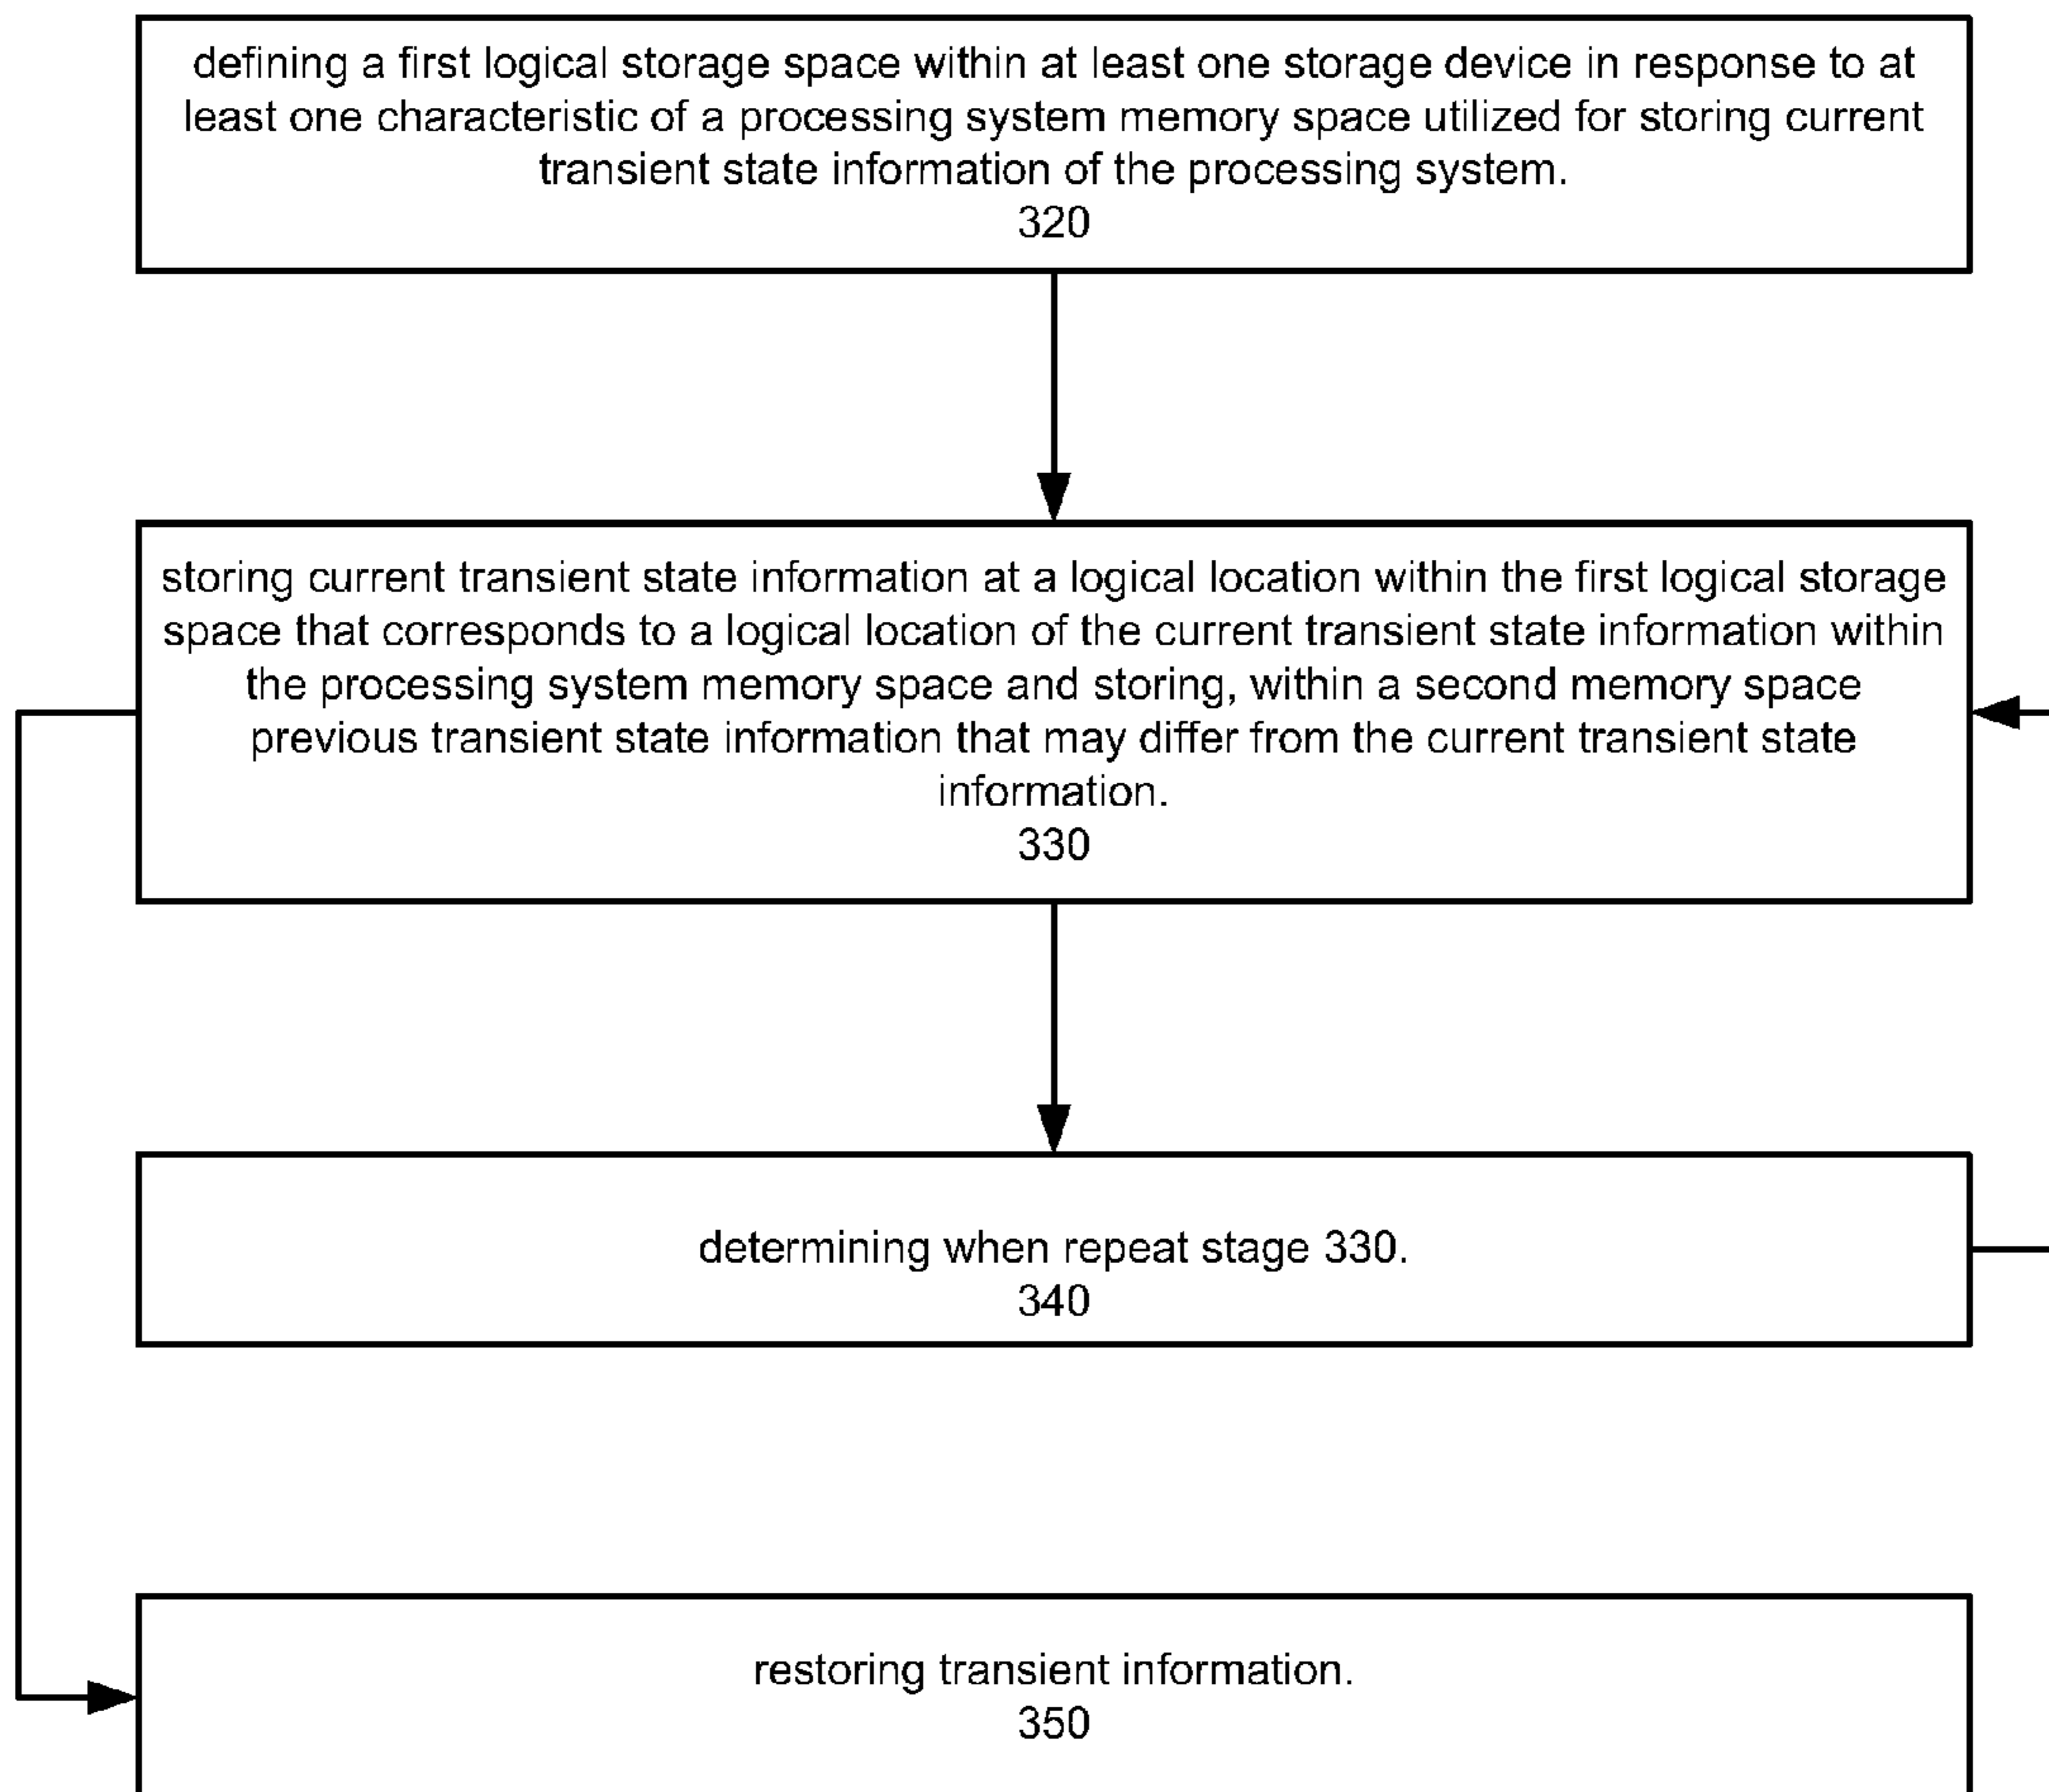 defining a first logical storage space within at least one storage device in response to at
least one characteristic of a processing system memory space utilized for storing current
transient state information of the processing system.
320
storing current transient state information at a logical location within the first logical storage
space that corresponds to a logical location of the current transient state information within
the processing system memory space and storing, within a second memory space
previous transient state information that may differ from the current transient state
information.
330
determining when repeat stage 330.
340
restoring transient information.
350